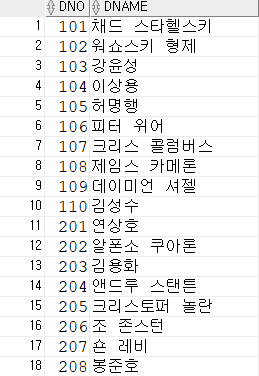 DNO DNAME
1 101 채드 스타헬스키
2 102 워쇼스키 형제
3 103 강윤성
4 104 이상용
5 105 허명행
6 106 피터 위어
7 107 크리스 콜럼버스
8 108 제임스 카메론
9 109 데이미언 셔젤
10 110 김성수
11 201 연상호
12 202 알폰소 쿠아론
13 203 김용화
14 204 앤드루 스탠튼
15 205 크리스토퍼 놀란
16 206 조 존스턴
17 207 숀 레비
18 208 봉준호